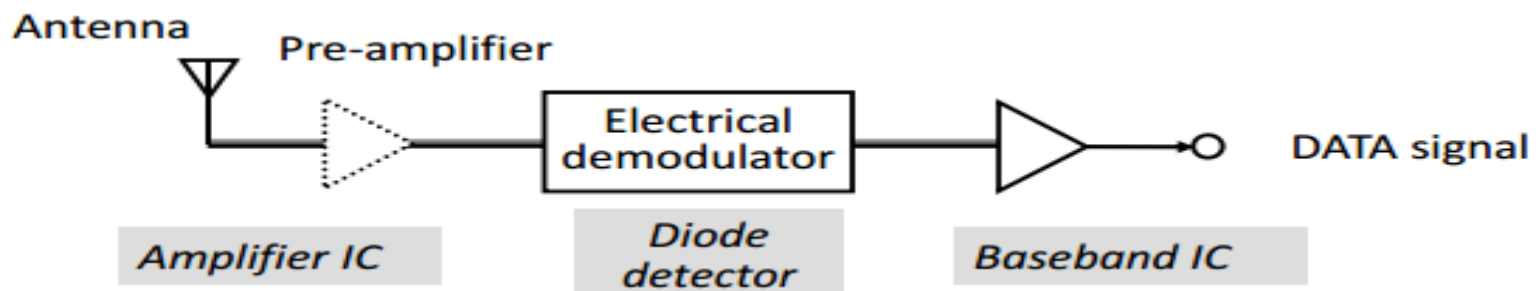 Antenna
Pre-amplifier
Electrical
demodulator
DATA signal
Amplifier IC
Diode
detector
Baseband IC